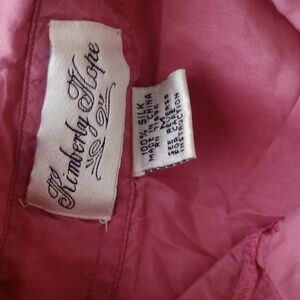 Kimberly Hope
100% SILK
MADE IN CHINA
M
SEE REVERSE
FOR CARE
INSTRUCTION